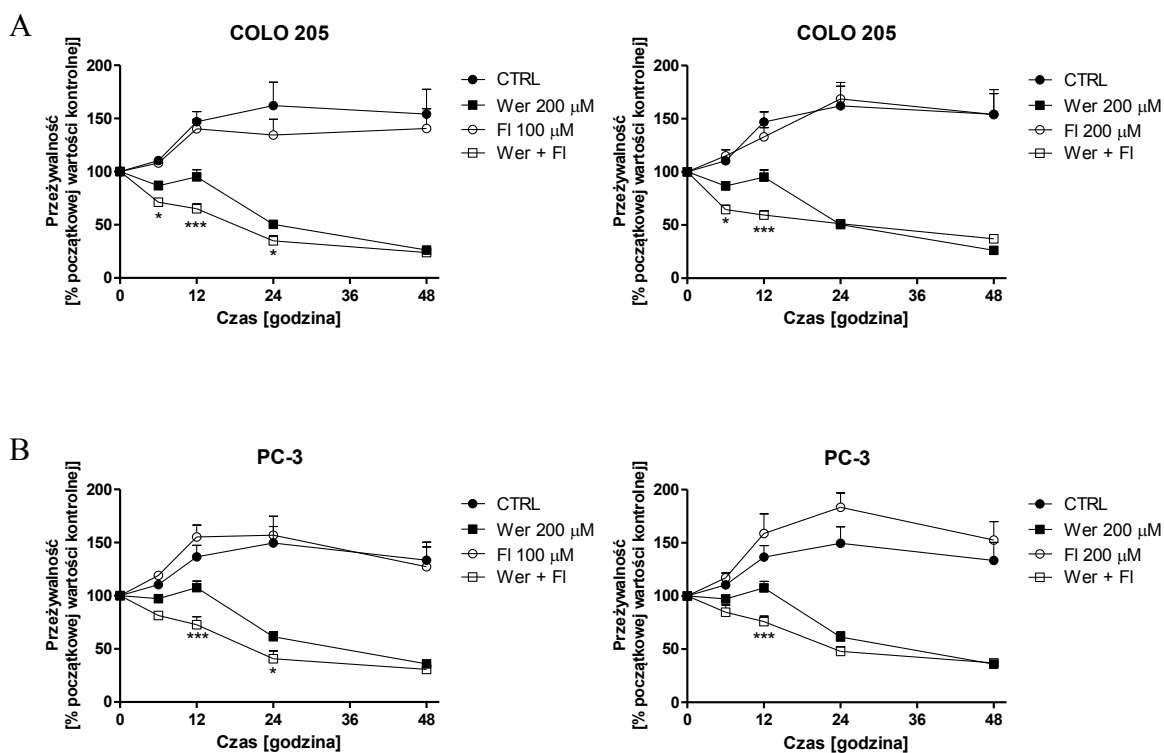 A
COLO 205
Przeżywalność
[% początkowej wartości kontrolnej]
200
150
100
50
0
0 12 24 36 48
Czas [godzina]
* *** *
CTRL
Wer 200 μM
Fl 100 μM
Wer + Fl
COLO 205
Przeżywalność
[% początkowej wartości kontrolnej]
200
150
100
50
0
0 12 24 36 48
Czas [godzina]
* ***
CTRL
Wer 200 μM
Fl 200 μM
Wer + Fl
B
PC-3
Przeżywalność
[% początkowej wartości kontrolnej]
200
150
100
50
0
0 12 24 36 48
Czas [godzina]
*** *
CTRL
Wer 200 μM
Fl 100 μM
Wer + Fl
PC-3
Przeżywalność
[% początkowej wartości kontrolnej]
200
150
100
50
0
0 12 24 36 48
Czas [godzina]
***
CTRL
Wer 200 μM
Fl 200 μM
Wer + Fl